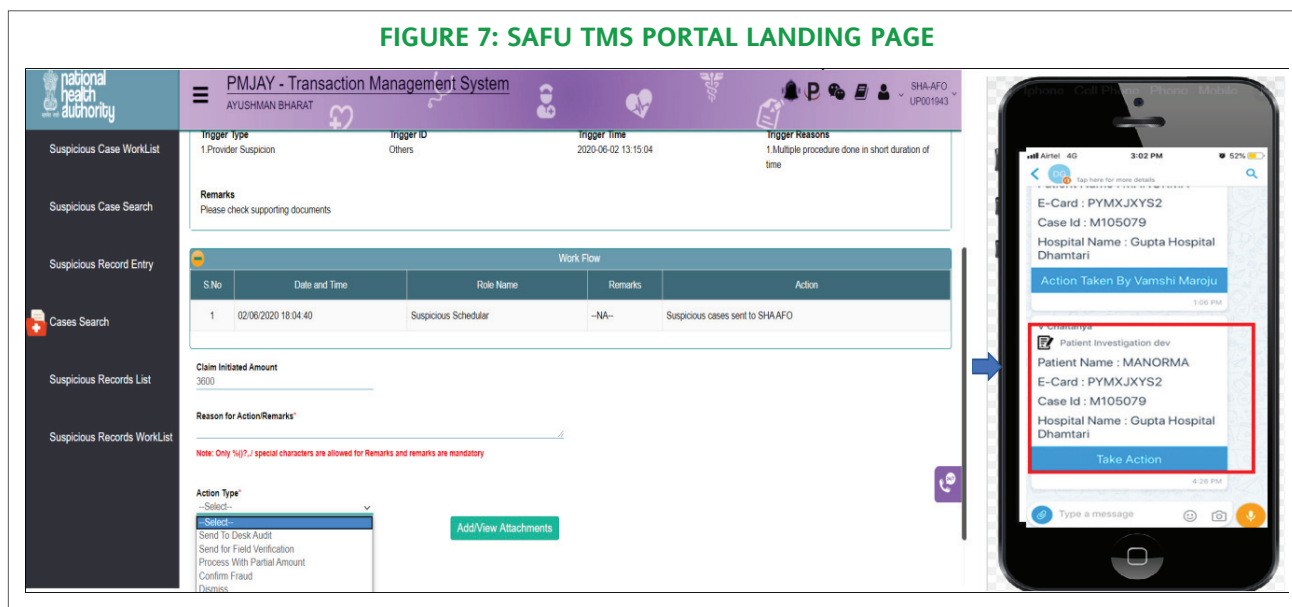 FIGURE 7: SAFU TMS PORTAL LANDING PAGE
national
health
authority
PMJAY - Transaction Management System
AYUSHMAN BHARAT
SHA-AFO
UP001943
Suspicious Case WorkList
Suspicious Case Search
Suspicious Record Entry
Cases Search
Suspicious Records List
Suspicious Records WorkList
Trigger Type
Trigger ID
Trigger Time
Trigger Reasons
1.Provider Suspicion
Others
2020-06-02 13:15:04
1.Multiple procedure done in short duration of
time
Remarks
Please check supporting documents
Work Flow
S.No Date and Time Role Name Remarks Action
1 02/06/2020 18:04:40 Suspicious Schedular --NA-- Suspicious cases sent to SHAAFO
Claim Initiated Amount
3600
Reason for Action/Remarks*
Note: Only %()?,./ special characters are allowed for Remarks and remarks are mandatory
Action Type*
--Select--
--Select--
Send To Desk Audit
Send for Field Verification
Process With Partial Amount
Confirm Fraud
Dismiss
Add/View Attachments
Iphone Cell Phone Phone Mobile
Airtel 4G 3:02 PM 52%
DG
Tap here for more details
E-Card : PYMXJXYS2
Case Id : M105079
Hospital Name : Gupta Hospital
Dhamtari
Action Taken By Vamshi Maroju
1:06 PM
V Chaitanya
Patient Investigation dev
Patient Name : MANORMA
E-Card : PYMXJXYS2
Case Id : M105079
Hospital Name : Gupta Hospital
Dhamtari
Take Action
4:26 PM
Type a message